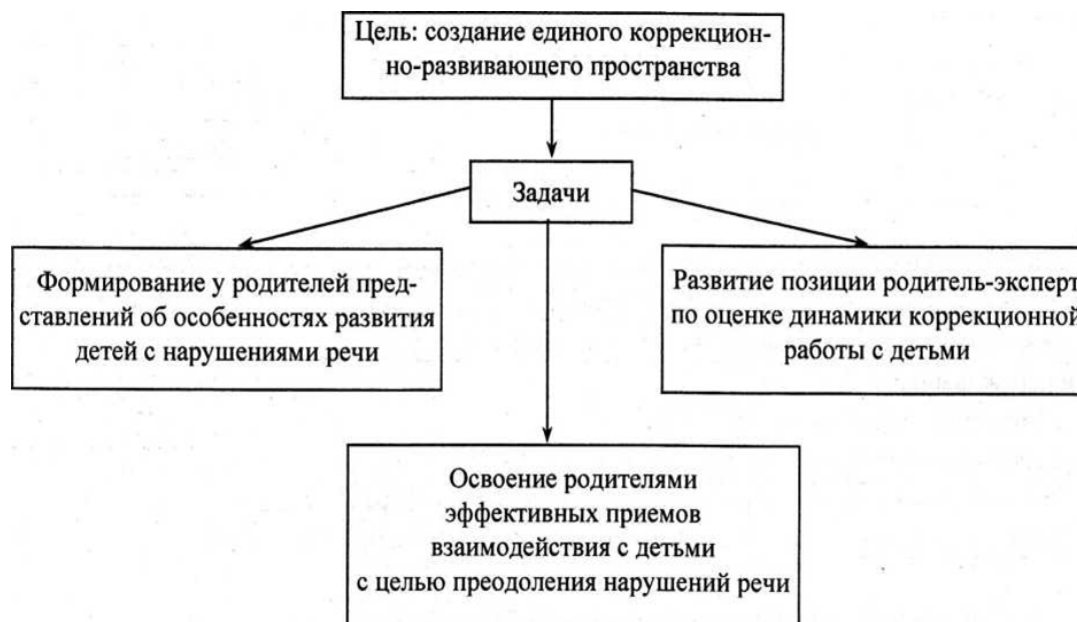 Цель: создание единого коррекцион-
но-развивающего пространства
Задачи
Формирование у родителей пред-
ставлений об особенностях развития
детей с нарушениями речи
Развитие позиции родитель-эксперт
по оценке динамики коррекционной
работы с детьми
Освоение родителями
эффективных приемов
взаимодействия с детьми
с целью преодоления нарушений речи